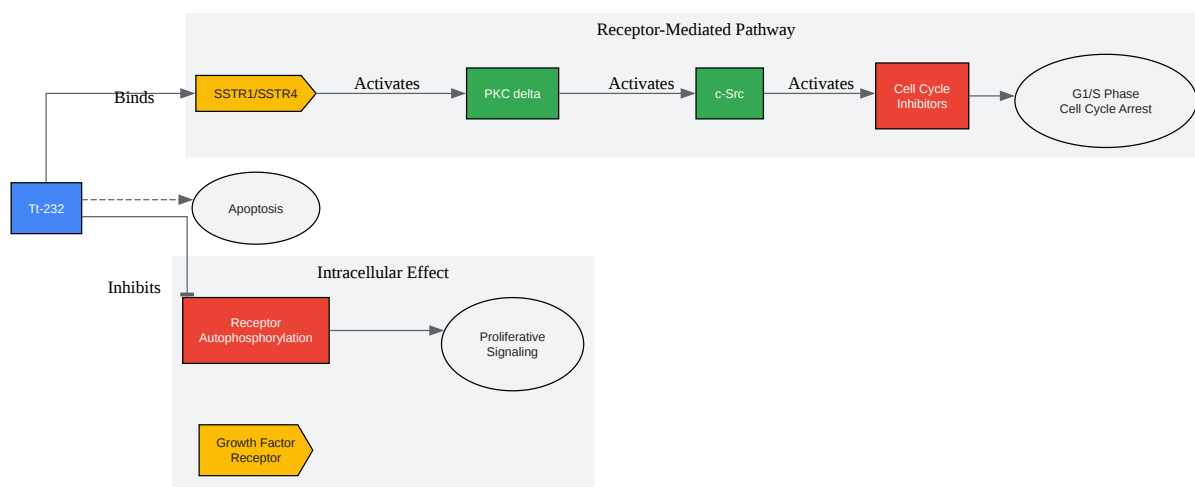 Receptor-Mediated Pathway
Binds
SSTR1/SSTR4
Activates
PKC delta
Activates
c-Src
Activates
Cell Cycle
Inhibitors
G1/S Phase
Cell Cycle Arrest
Tt-232
Apoptosis
Inhibits
Intracellular Effect
Receptor
Autophosphorylation
Proliferative
Signaling
Growth Factor
Receptor